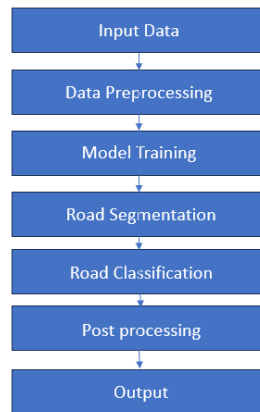 Input Data
Data Preprocessing
Model Training
Road Segmentation
Road Classification
Post processing
Output